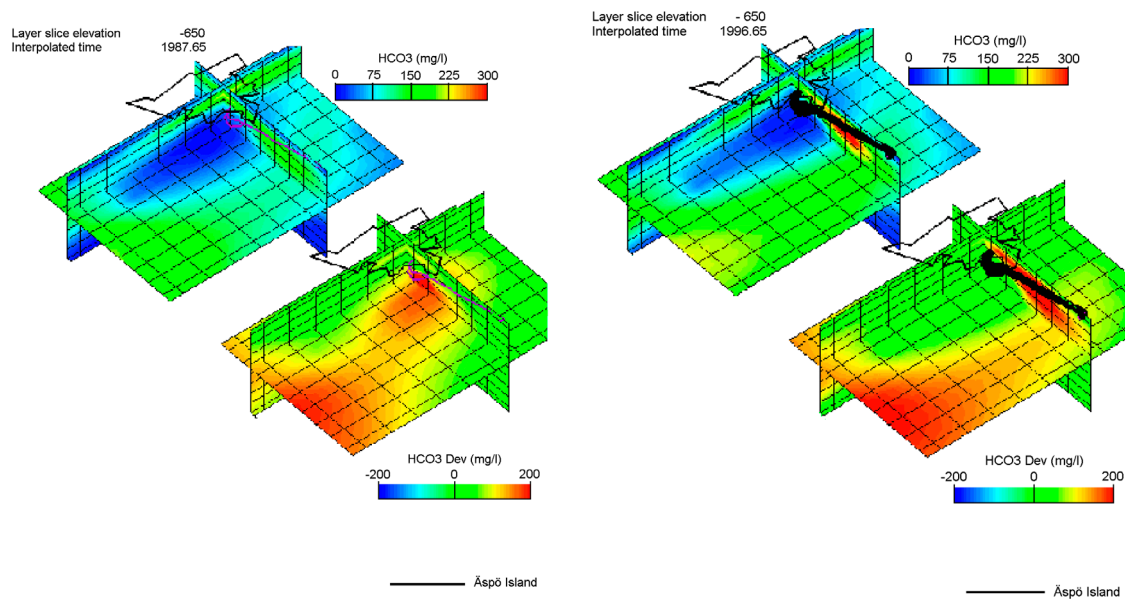 Layer slice elevation -650
Interpolated time 1987.65
HCO3 (mg/l)
0 75 150 225 300
HCO3 Dev (mg/l)
-200 0 200
Äspö Island
Layer slice elevation - 650
Interpolated time 1996.65
HCO3 (mg/l)
0 75 150 225 300
HCO3 Dev (mg/l)
-200 0 200
Äspö Island